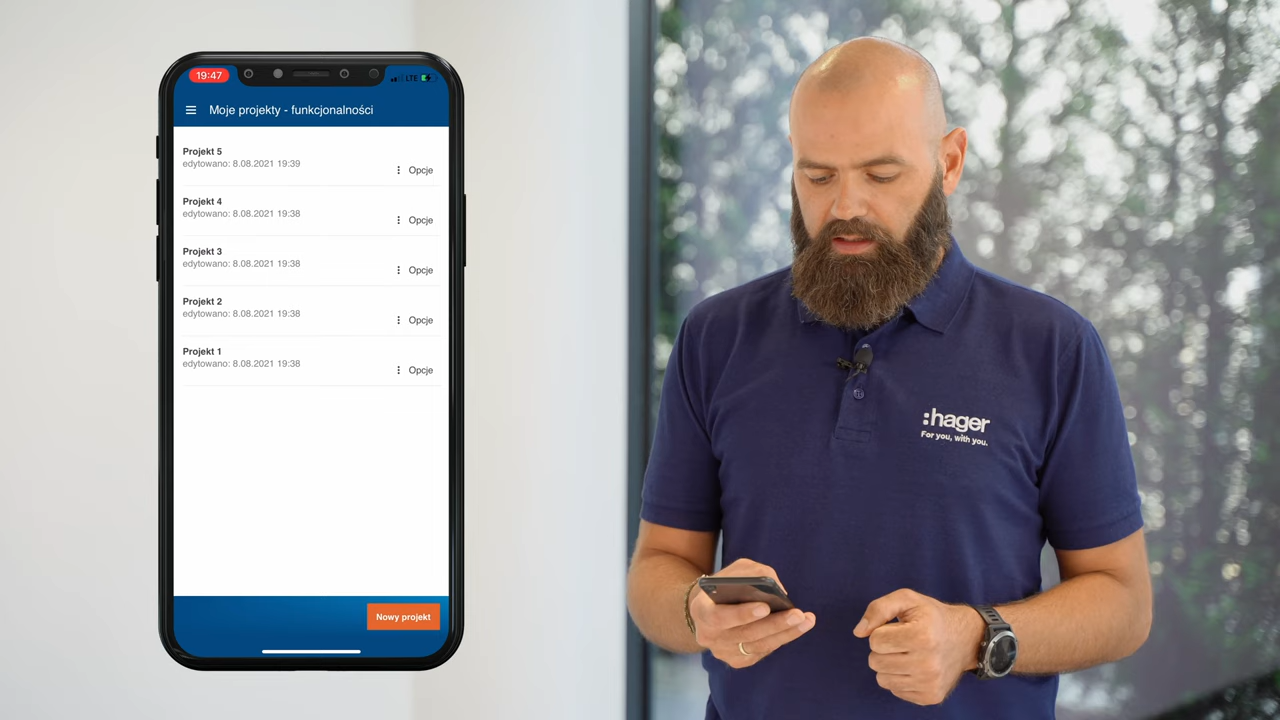 19:47
LTE
Moje projekty - funkcjonalności
Projekt 5
edytowano: 8.08.2021 19:39
Opcje
Projekt 4
edytowano: 8.08.2021 19:38
Opcje
Projekt 3
edytowano: 8.08.2021 19:38
Opcje
Projekt 2
edytowano: 8.08.2021 19:38
Opcje
Projekt 1
edytowano: 8.08.2021 19:38
Opcje
Nowy projekt
:hager
For you, with you.